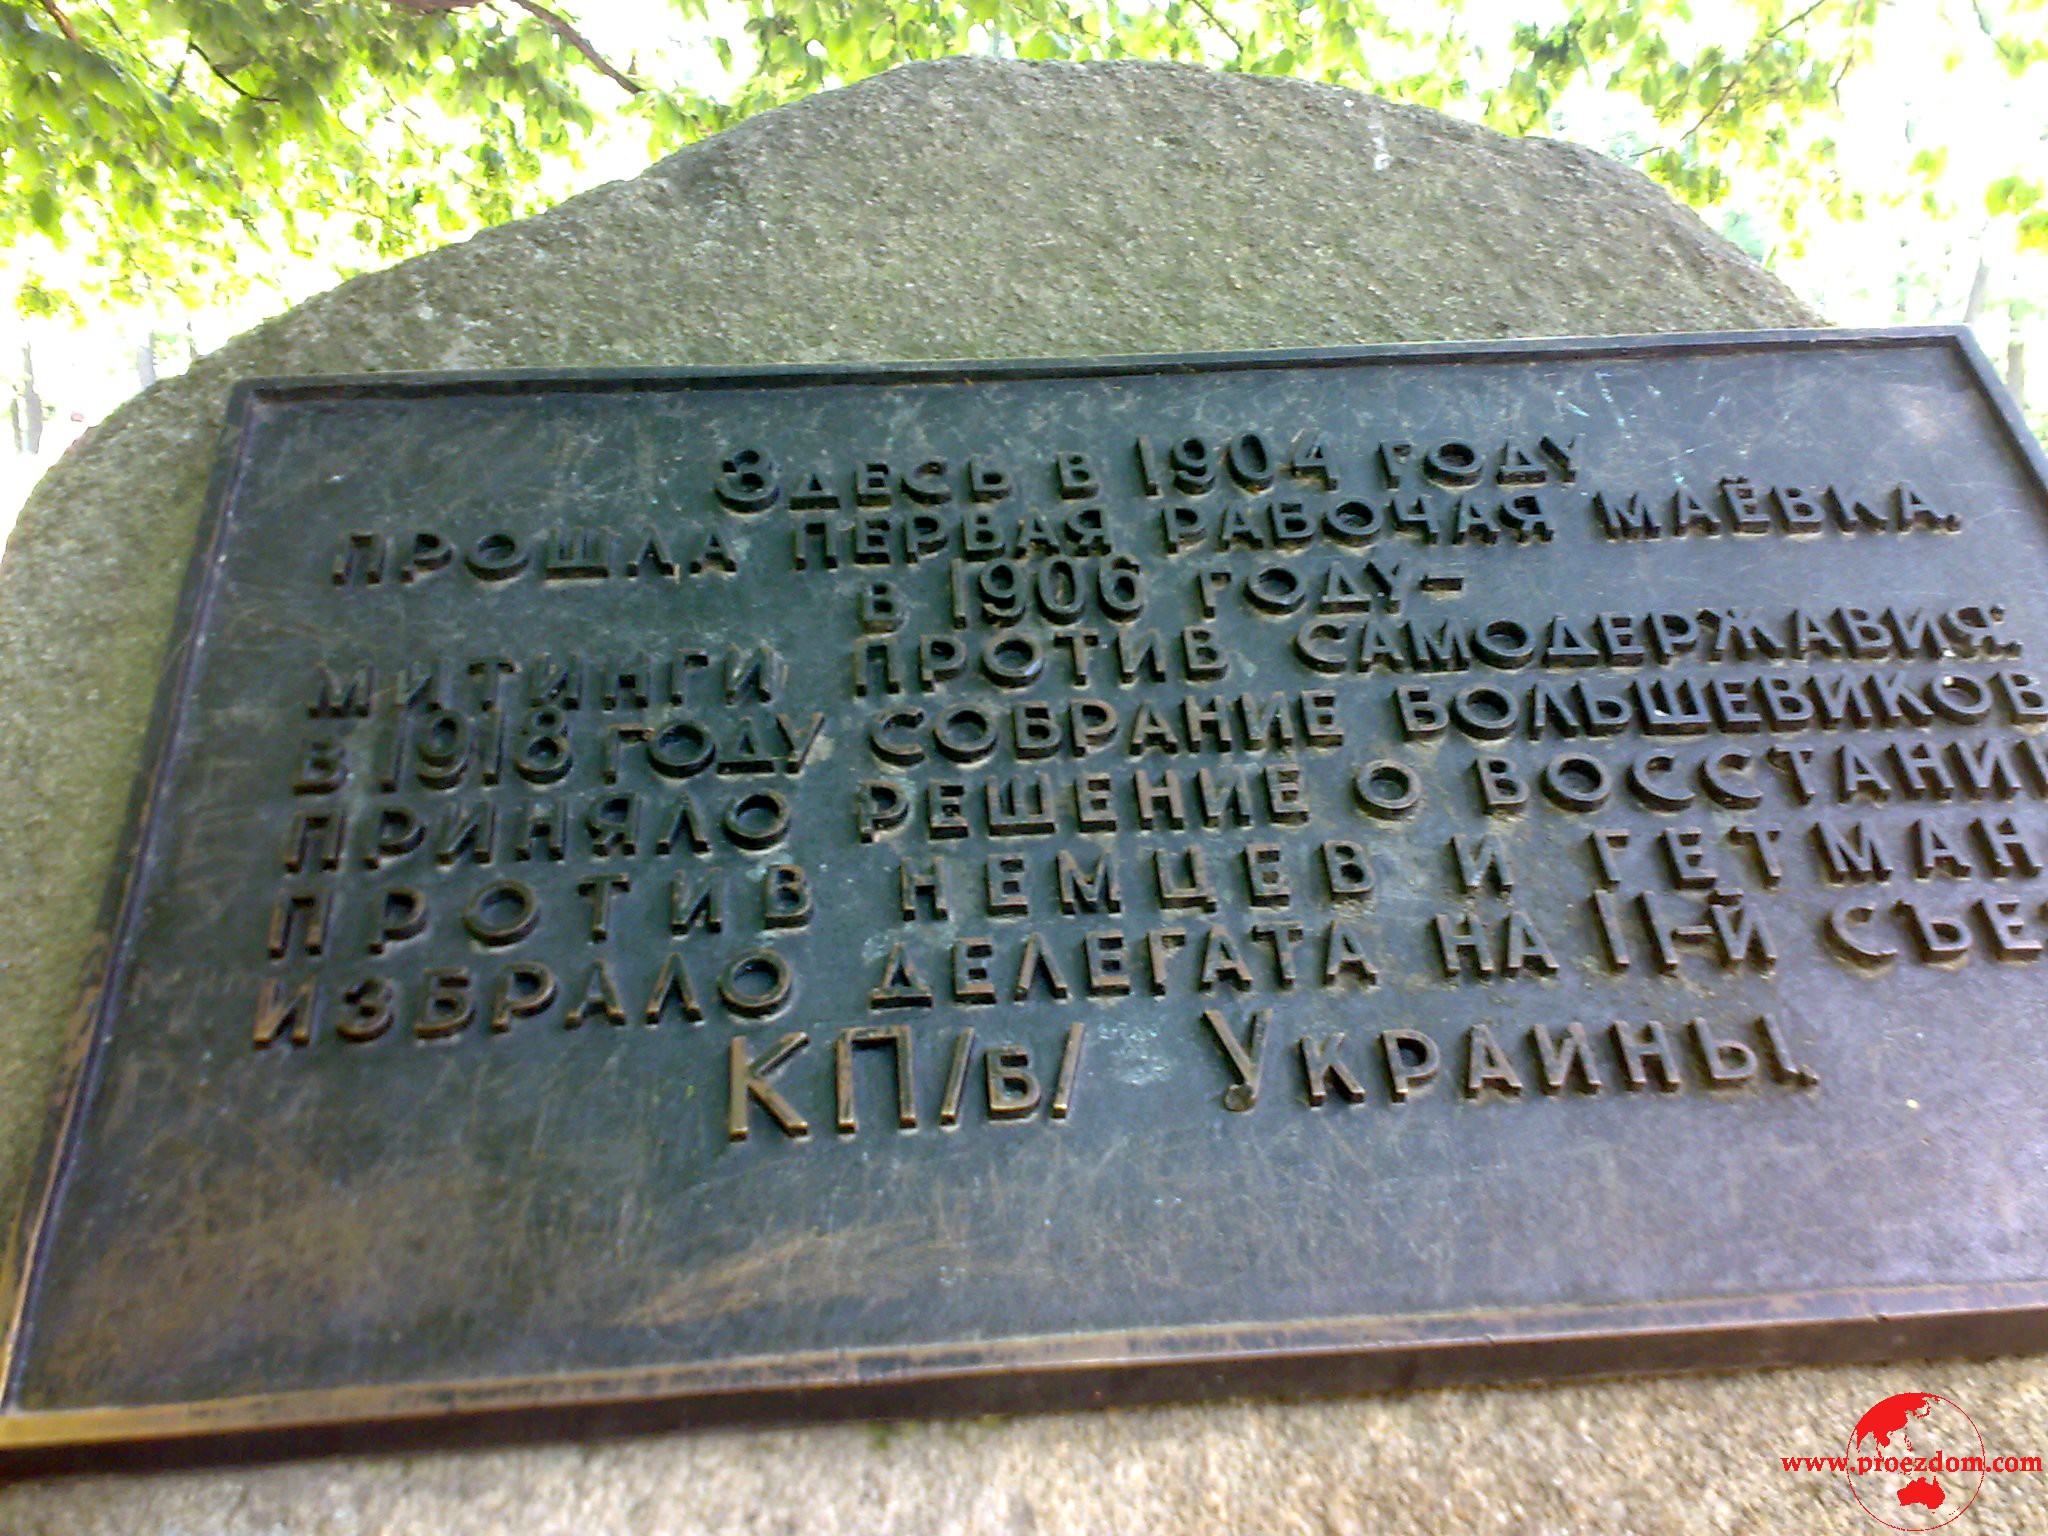 Здесь в 1904 году
прошла первая рабочая маёвка.
в 1906 году-
митинги против самодержавия.
в 1918 году собрание большевиков
приняло решение о восстании
против немцев и
избрало делегата на II-й
КП/б/ Украины.
www.proezdom.com